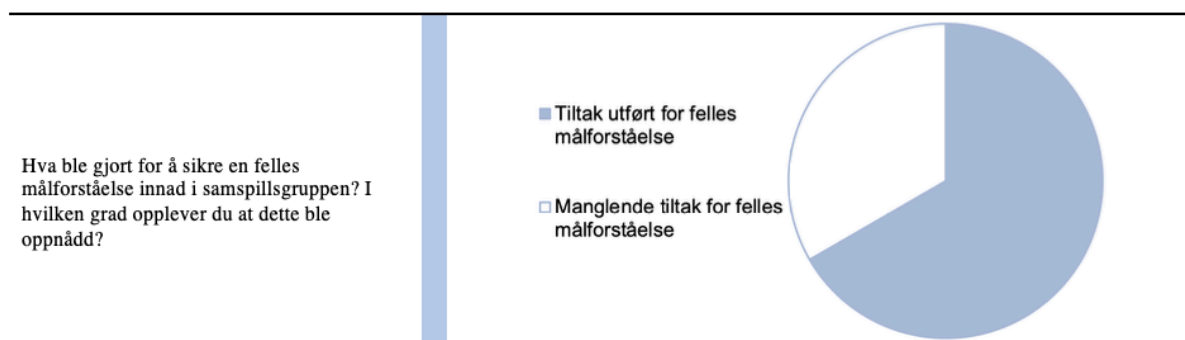 Hva ble gjort for å sikre en felles
målforståelse innad i samspillsgruppen? I
hvilken grad opplever du at dette ble
oppnådd?
Tiltak utført for felles
målforståelse
Manglende tiltak for felles
målforståelse